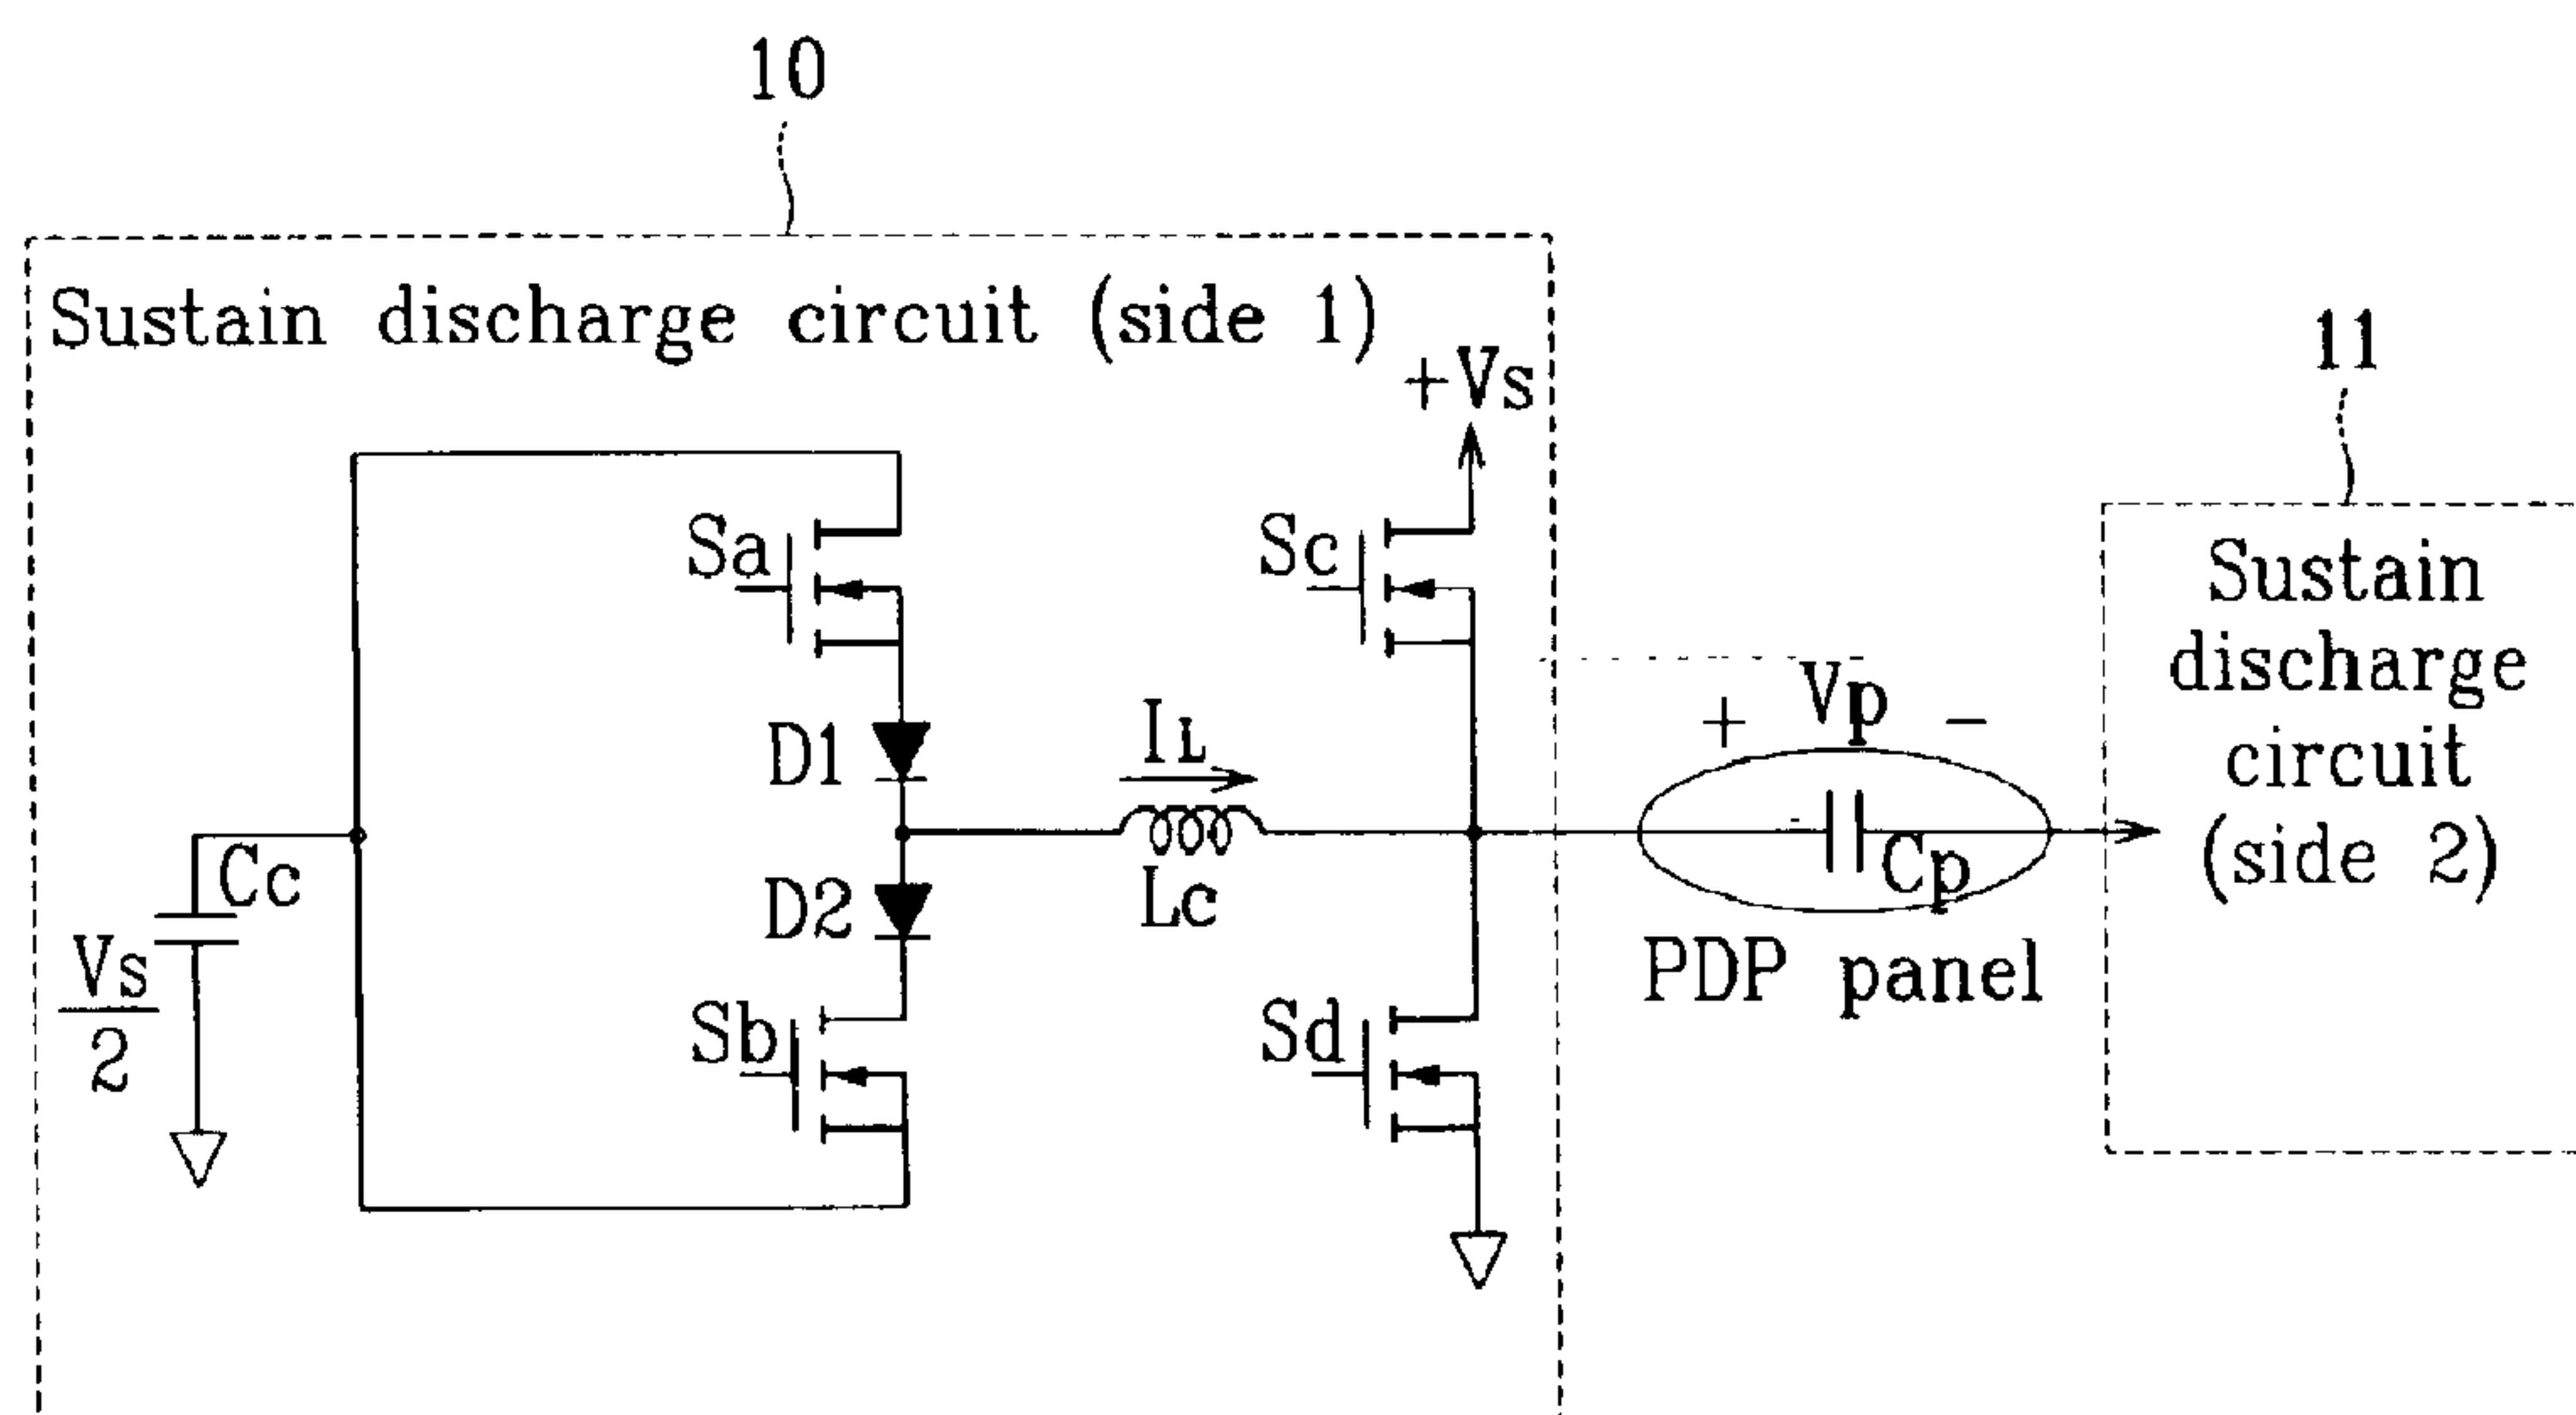 10
Sustain discharge circuit (side 1)
+Vs
11
Sa
Sc
Sustain
discharge
circuit
(side 2)
D1
IL
+ Vp −
Cc
D2
Lc
Cp
Vs
2
PDP panel
Sb
Sd